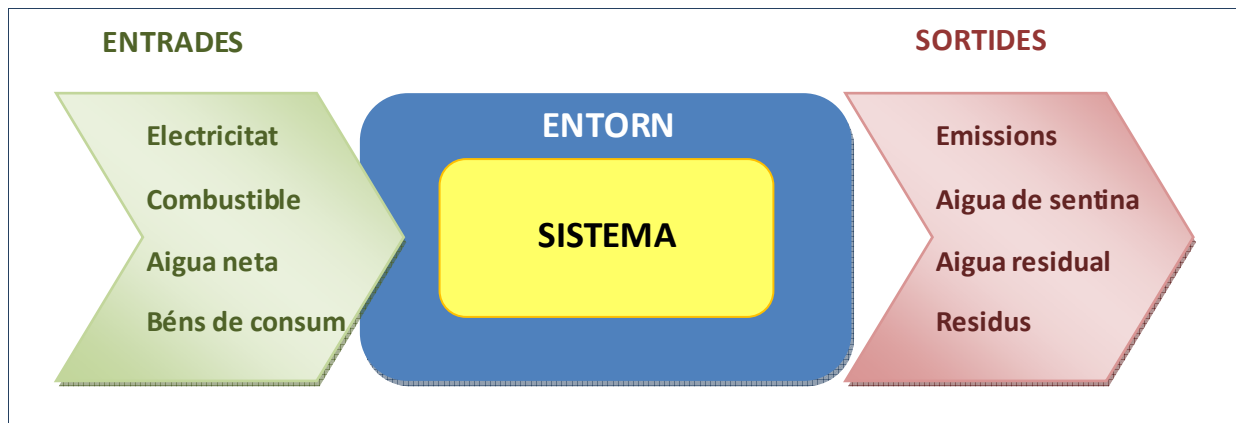 ENTRADES
Electricitat
Combustible
Aigua neta
Béns de consum
ENTORN
SISTEMA
SORTIDES
Emissions
Aigua de sentina
Aigua residual
Residus